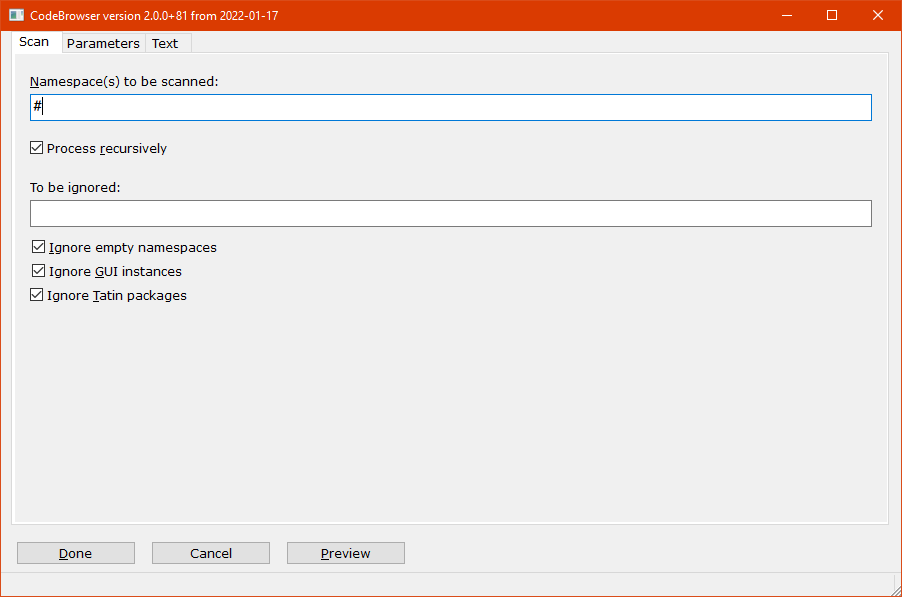 CodeBrowser version 2.0.0+81 from 2022-01-17
Scan Parameters Text
Namespace(s) to be scanned:
#
Process recursively
To be ignored:
Ignore empty namespaces
Ignore GUI instances
Ignore Tatin packages
Done Cancel Preview